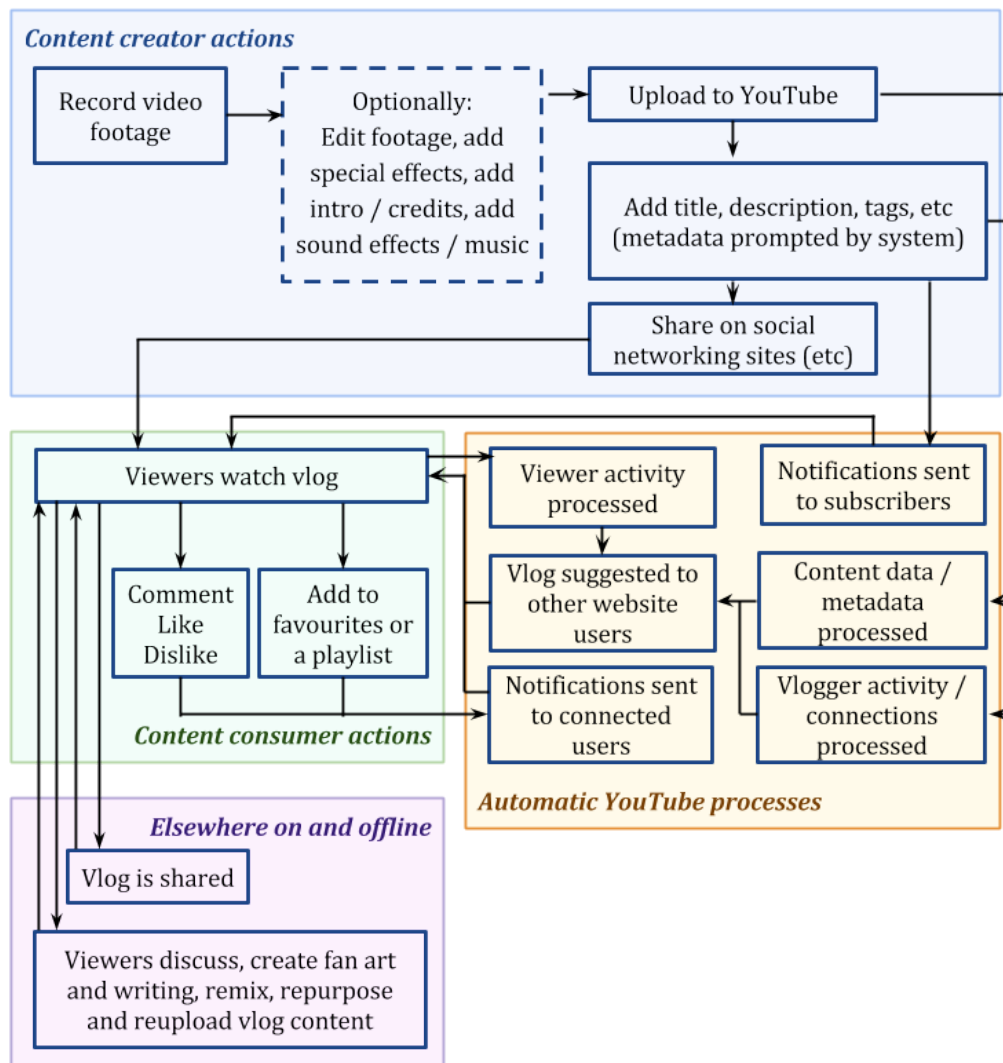 Content creator actions
Record video
footage
Optionally:
Edit footage, add
special effects, add
intro / credits, add
sound effects / music
Upload to YouTube
Add title, description, tags, etc
(metadata prompted by system)
Share on social
networking sites (etc)
Viewers watch vlog
Comment
Like
Dislike
Add to
favourites or
a playlist
Content consumer actions
Viewer activity
processed
Notifications sent
to subscribers
Vlog suggested to
other website
users
Content data /
metadata
processed
Notifications sent
to connected
users
Vlogger activity /
connections
processed
Automatic YouTube processes
Elsewhere on and offline
Vlog is shared
Viewers discuss, create fan art
and writing, remix, repurpose
and reupload vlog content